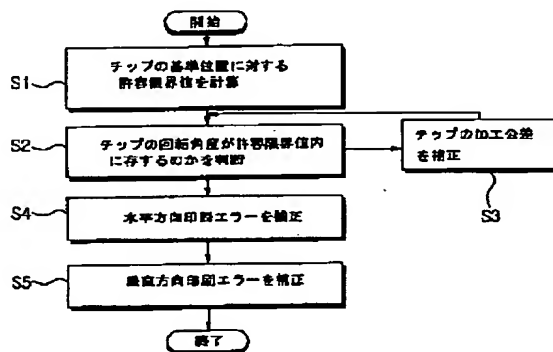 開始
S1
チップの基準位置に対する
許容限界値を計算
S2
チップの回転角度が許容限界値内
に存するのかを判断
チップの加工公差
を補正
S3
S4
水平方向印刷エラーを補正
S5
垂直方向印刷エラーを補正
終了